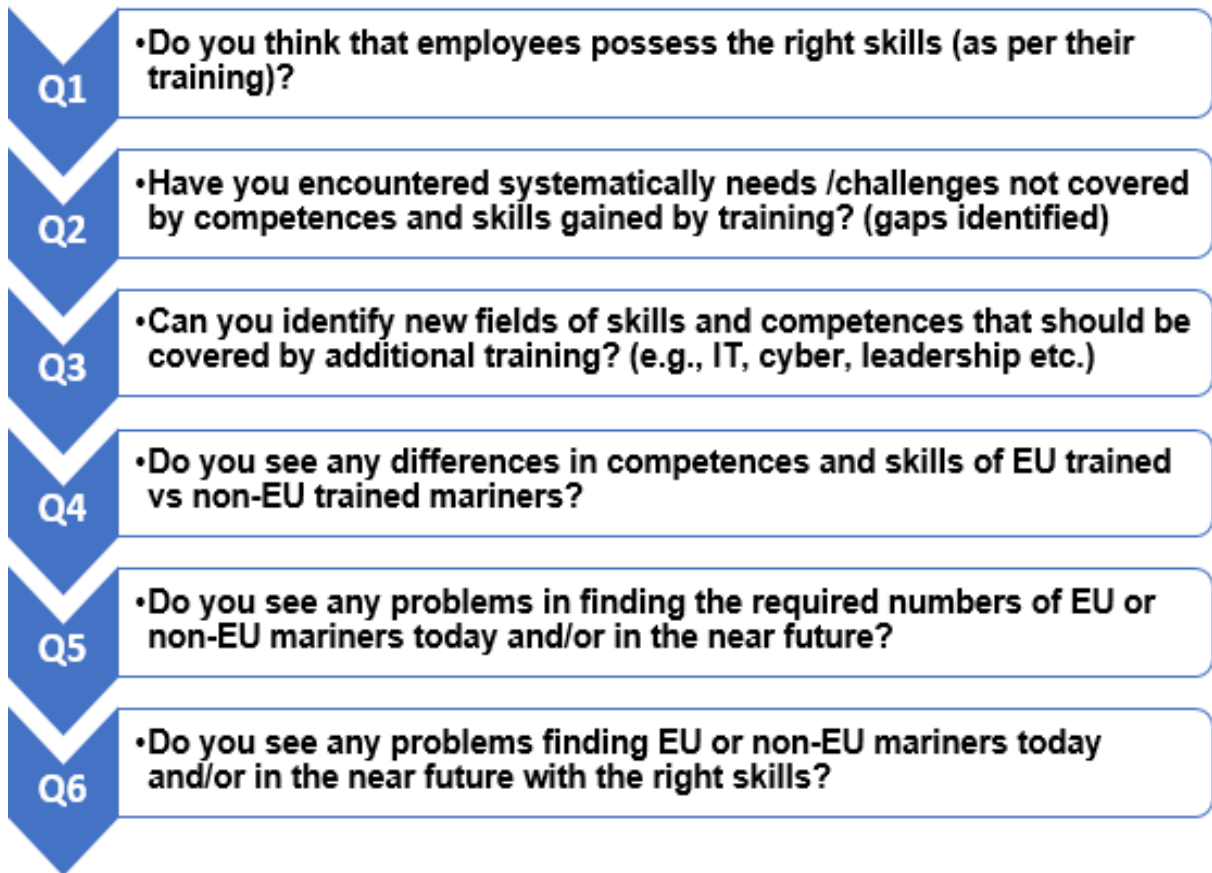 Q1
•Do you think that employees possess the right skills (as per their
training)?
Q2
•Have you encountered systematically needs /challenges not covered
by competences and skills gained by training? (gaps identified)
Q3
•Can you identify new fields of skills and competences that should be
covered by additional training? (e.g., IT, cyber, leadership etc.)
Q4
•Do you see any differences in competences and skills of EU trained
vs non-EU trained mariners?
Q5
•Do you see any problems in finding the required numbers of EU or
non-EU mariners today and/or in the near future?
Q6
•Do you see any problems finding EU or non-EU mariners today
and/or in the near future with the right skills?